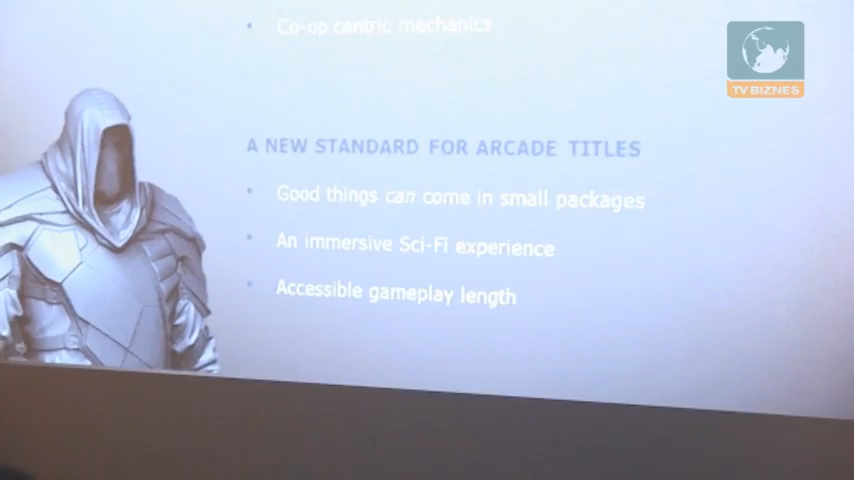 Co-op centric mechanics
TV BIZNES
A NEW STANDARD FOR ARCADE TITLES
Good things can come in small packages
An immersive Sci-Fi experience
Accessible gameplay length